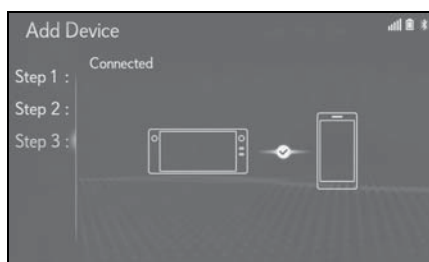 Add Device
Connected
Step 1 :
Step 2 :
Step 3 :